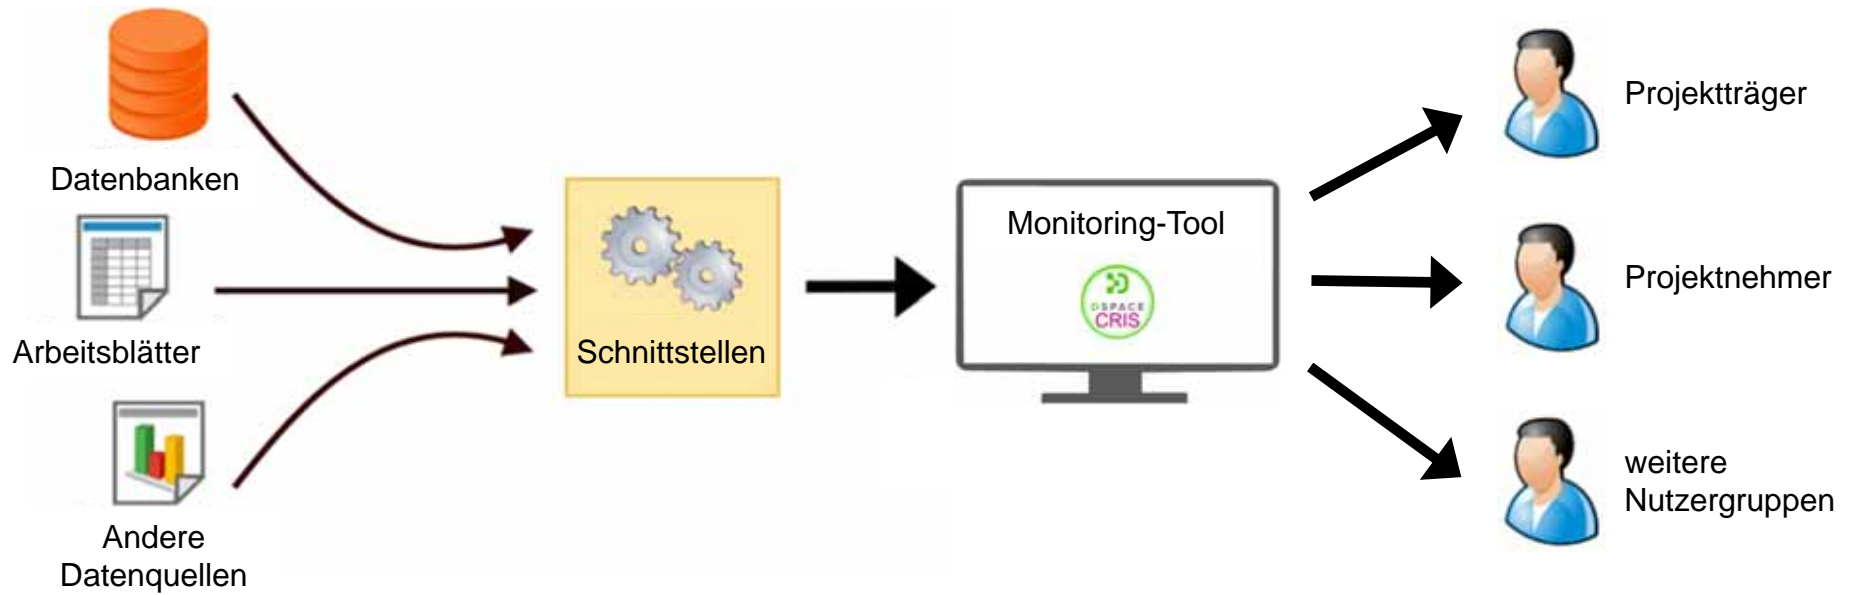 Datenbanken
Arbeitsblätter
Andere
Datenquellen
Schnittstellen
Monitoring-Tool
DSPACE
CRIS
Projektträger
Projektnehmer
weitere
Nutzergruppen